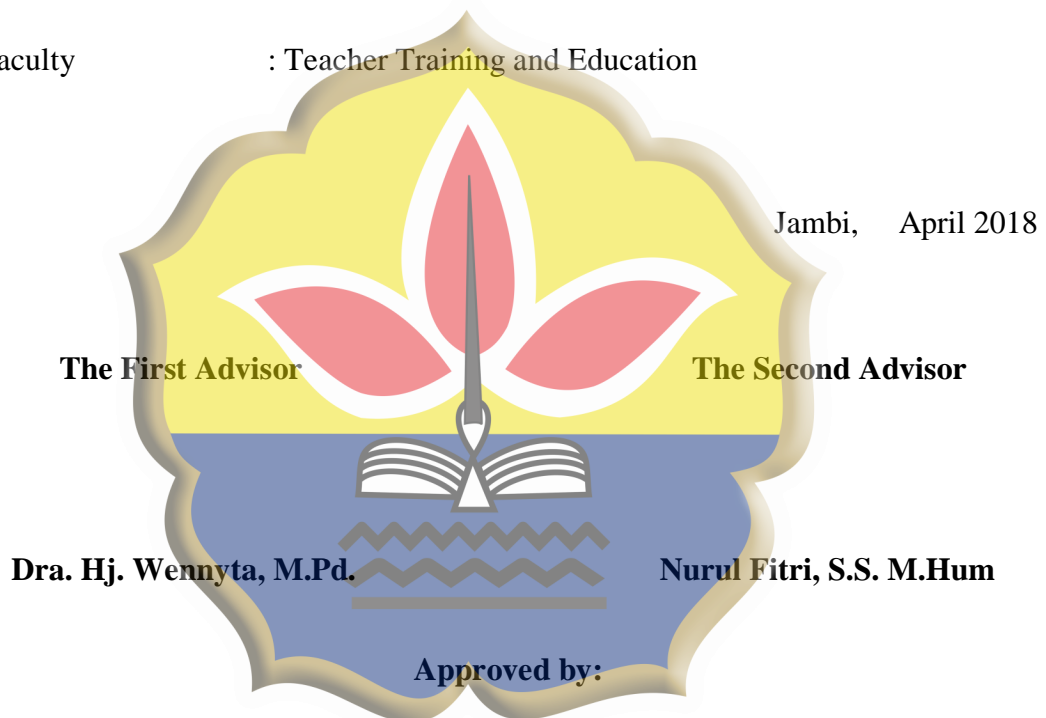 aculty : Teacher Training and Education
Jambi, April 2018
The First Advisor The Second Advisor
Dra. Hj. Wennyta, M.Pd. Nurul Fitri, S.S. M.Hum
Approved by: